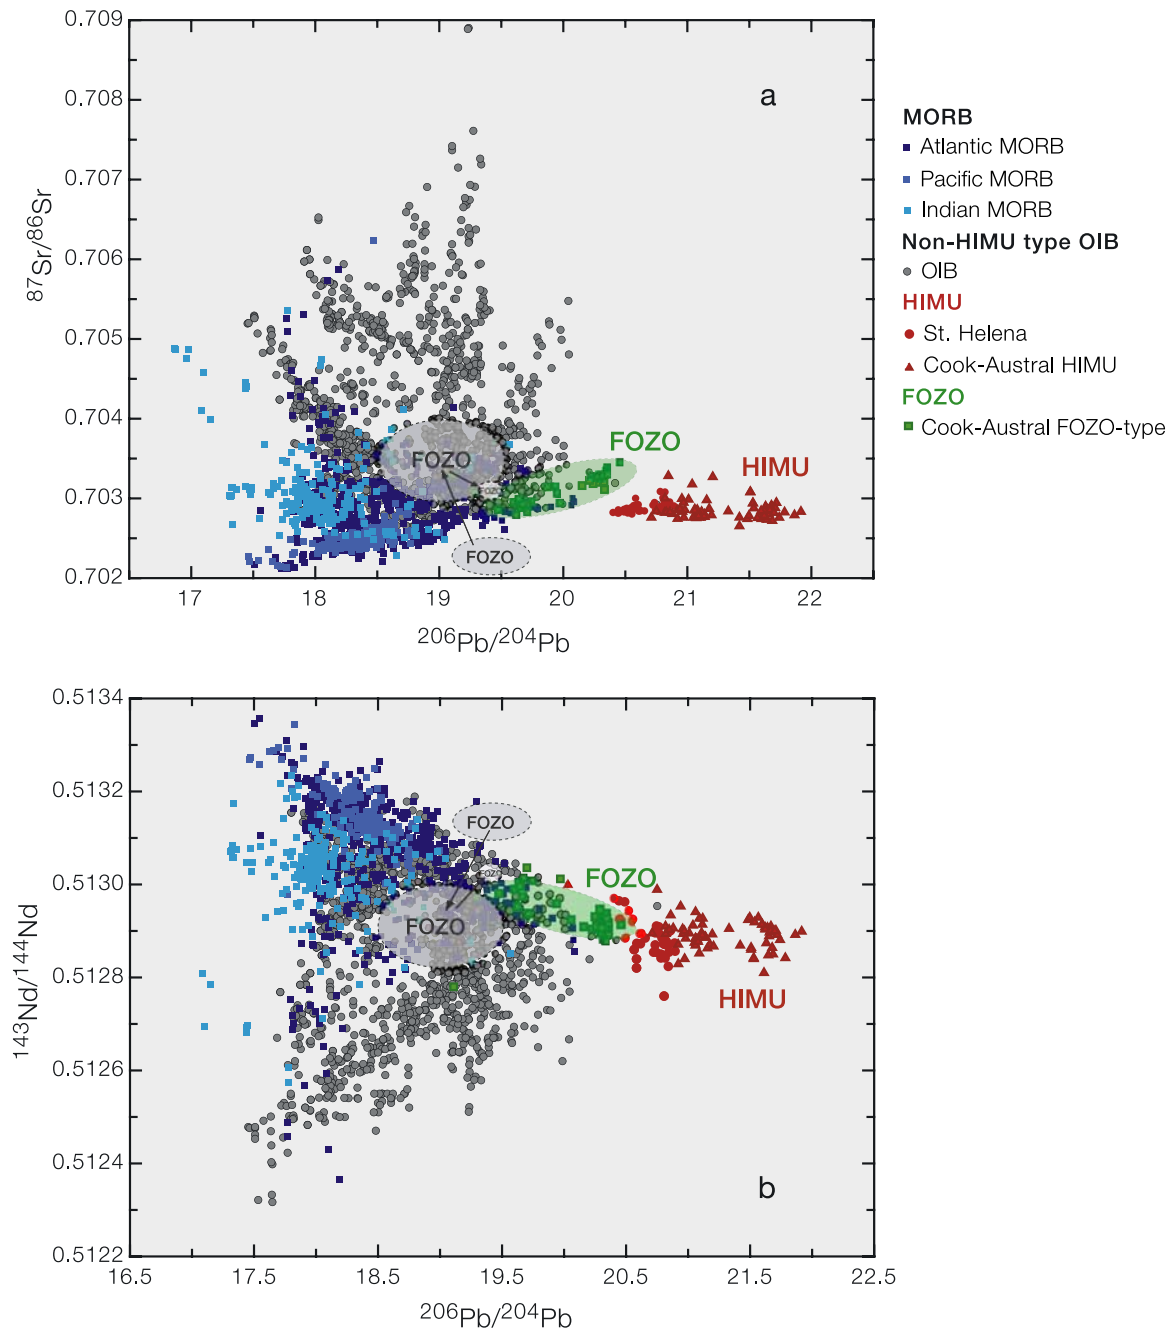 0.709
0.708
0.707
0.706
0.705
0.704
0.703
0.702
87Sr/86Sr
a
FOZO
FOZO
FOZO
FOZO
HIMU
17
18
19
20
21
22
206Pb/204Pb
MORB
Atlantic MORB
Pacific MORB
Indian MORB
Non-HIMU type OIB
OIB
HIMU
St. Helena
Cook-Austral HIMU
FOZO
Cook-Austral FOZO-type
0.5134
0.5132
0.5130
0.5128
0.5126
0.5124
0.5122
143Nd/144Nd
FOZO
FOZO
FOZO
FOZO
HIMU
b
16.5
17.5
18.5
19.5
20.5
21.5
22.5
206Pb/204Pb